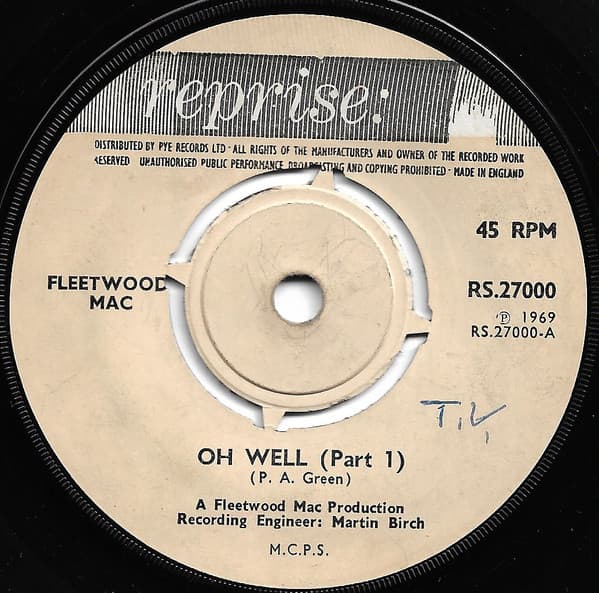 reprise:
DISTRIBUTED BY PYE RECORDS LTD · ALL RIGHTS OF THE MANUFACTURERS AND OWNER OF THE RECORDED WORK
RESERVED UNAUTHORISED PUBLIC PERFORMANCE BROADCASTING AND COPYING PROHIBITED · MADE IN ENGLAND
45 RPM
FLEETWOOD
MAC
RS.27000
Ⓟ 1969
RS.27000-A
OH WELL (Part 1)
(P. A. Green)
A Fleetwood Mac Production
Recording Engineer: Martin Birch
M.C.P.S.